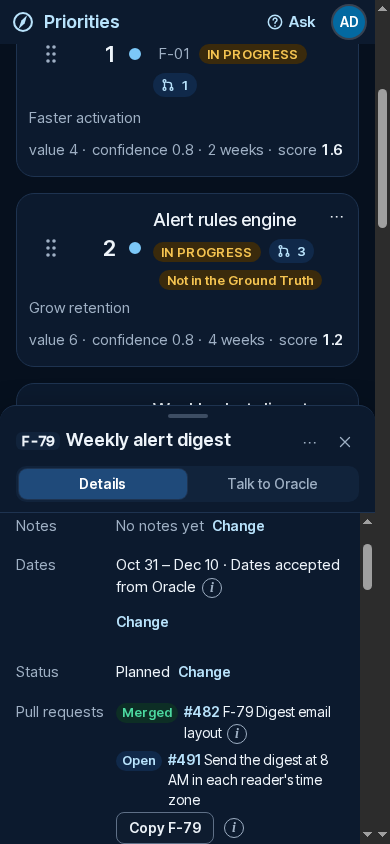 Priorities
Ask
AD
1
F-01
IN PROGRESS
1
Faster activation
value 4 · confidence 0.8 · 2 weeks · score 1.6
Alert rules engine
...
2
IN PROGRESS
3
Not in the Ground Truth
Grow retention
value 6 · confidence 0.8 · 4 weeks · score 1.2
F-79 Weekly alert digest
...
Details
Talk to Oracle
Notes
No notes yet Change
Dates
Oct 31 – Dec 10 · Dates accepted
from Oracle i
Change
Status
Planned Change
Pull requests
Merged #482 F-79 Digest email
layout i
Open #491 Send the digest at 8
AM in each reader's time
zone
Copy F-79 i